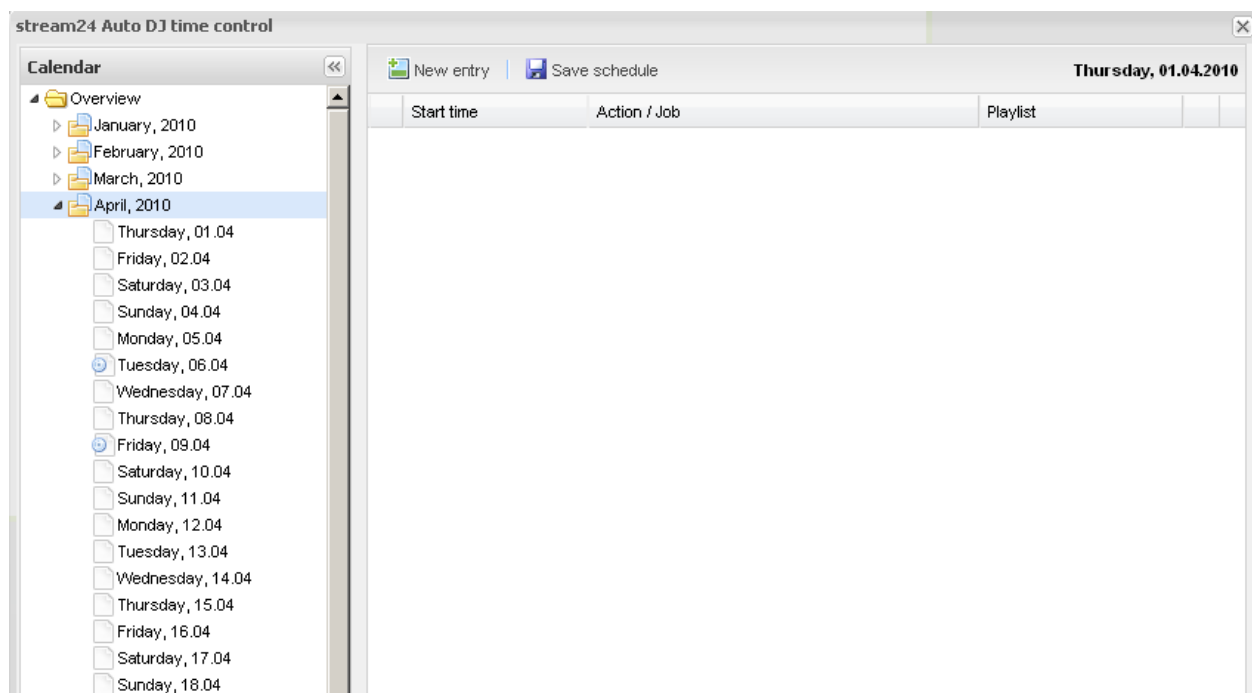 stream24 Auto DJ time control
Calendar
Overview
January, 2010
February, 2010
March, 2010
April, 2010
Thursday, 01.04
Friday, 02.04
Saturday, 03.04
Sunday, 04.04
Monday, 05.04
Tuesday, 06.04
Wednesday, 07.04
Thursday, 08.04
Friday, 09.04
Saturday, 10.04
Sunday, 11.04
Monday, 12.04
Tuesday, 13.04
Wednesday, 14.04
Thursday, 15.04
Friday, 16.04
Saturday, 17.04
Sunday, 18.04
New entry Save schedule Thursday, 01.04.2010
Start time Action / Job Playlist